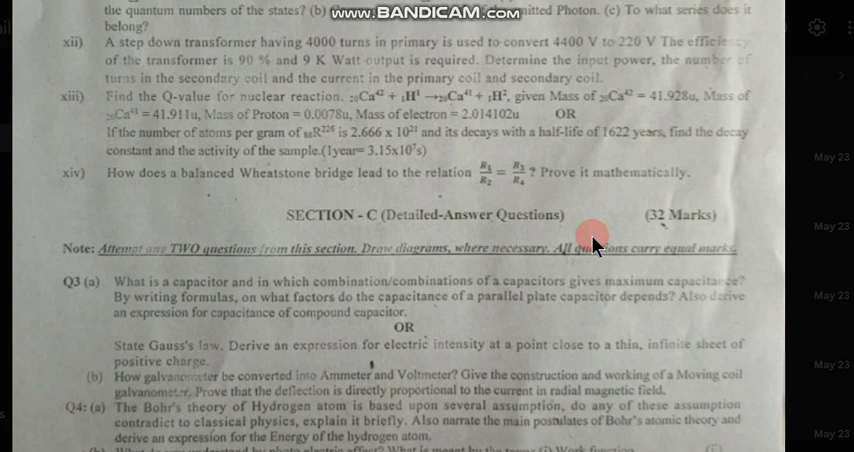 the quantum numbers of the states? (b) mitted Photon. (c) To what series does it
www.BANDICAM.com
belong?
xii) A step down transformer having 4000 turns in primary is used to convert 4400 V to 220 V The efficiency
of the transformer is 90 % and 9 K Watt output is required. Determine the input power, the number of
turns in the secondary coil and the current in the primary coil and secondary coil.
xiii) Find the Q-value for nuclear reaction. ₂₀Ca⁴² + ₁H¹ →₂₀Ca⁴¹ + ₁H², given Mass of ₂₀Ca⁴² = 41.928u, Mass of
₂₀Ca⁴¹ = 41.911u, Mass of Proton = 0.0078u, Mass of electron = 2.014102u OR
If the number of atoms per gram of ₈₈R²²⁶ is 2.666 x 10²¹ and its decays with a half-life of 1622 years, find the decay
constant and the activity of the sample.(1year= 3.15x10⁷s)
xiv) How does a balanced Wheatstone bridge lead to the relation R₁/R₂ = R₃/R₄ ? Prove it mathematically.
SECTION - C (Detailed-Answer Questions) (32 Marks)
Note: Attempt any TWO questions from this section. Draw diagrams, where necessary. All questions carry equal marks.
Q3 (a) What is a capacitor and in which combination/combinations of a capacitors gives maximum capacitance?
By writing formulas, on what factors do the capacitance of a parallel plate capacitor depends? Also derive
an expression for capacitance of compound capacitor.
OR
State Gauss's law. Derive an expression for electric intensity at a point close to a thin, infinite sheet of
positive charge.
(b) How galvanometer be converted into Ammeter and Voltmeter? Give the construction and working of a Moving coil
galvanometer. Prove that the deflection is directly proportional to the current in radial magnetic field.
Q4: (a) The Bohr's theory of Hydrogen atom is based upon several assumption, do any of these assumption
contradict to classical physics, explain it briefly. Also narrate the main postulates of Bohr's atomic theory and
derive an expression for the Energy of the hydrogen atom.
May 23
May 23
May 23
May 23
May 23